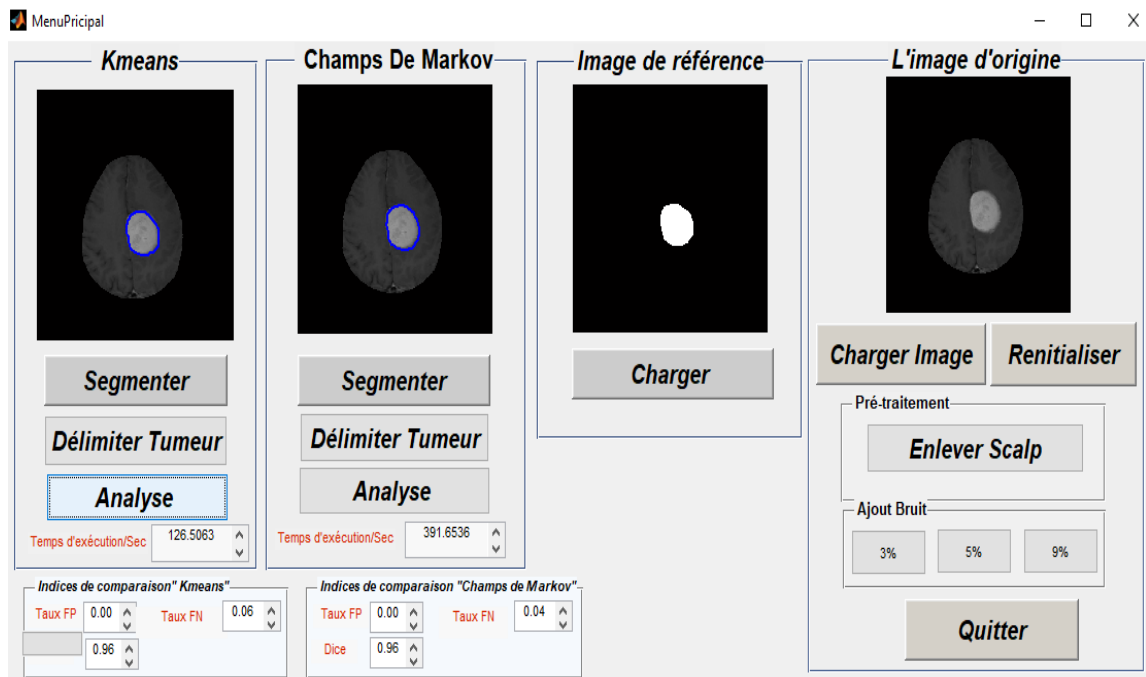 MenuPricipal
Kmeans
Segmenter
Délimiter Tumeur
Analyse
Temps d'exécution/Sec 126.5063
Champs De Markov
Segmenter
Délimiter Tumeur
Analyse
Temps d'exécution/Sec 391.6536
Image de référence
Charger
L'image d'origine
Charger Image Renitialiser
Pré-traitement
Enlever Scalp
Ajout Bruit
3% 5% 9%
Quitter
Indices de comparaison" Kmeans"
Taux FP 0.00 Taux FN 0.06
0.96
Indices de comparaison "Champs de Markov"
Taux FP 0.00 Taux FN 0.04
Dice 0.96